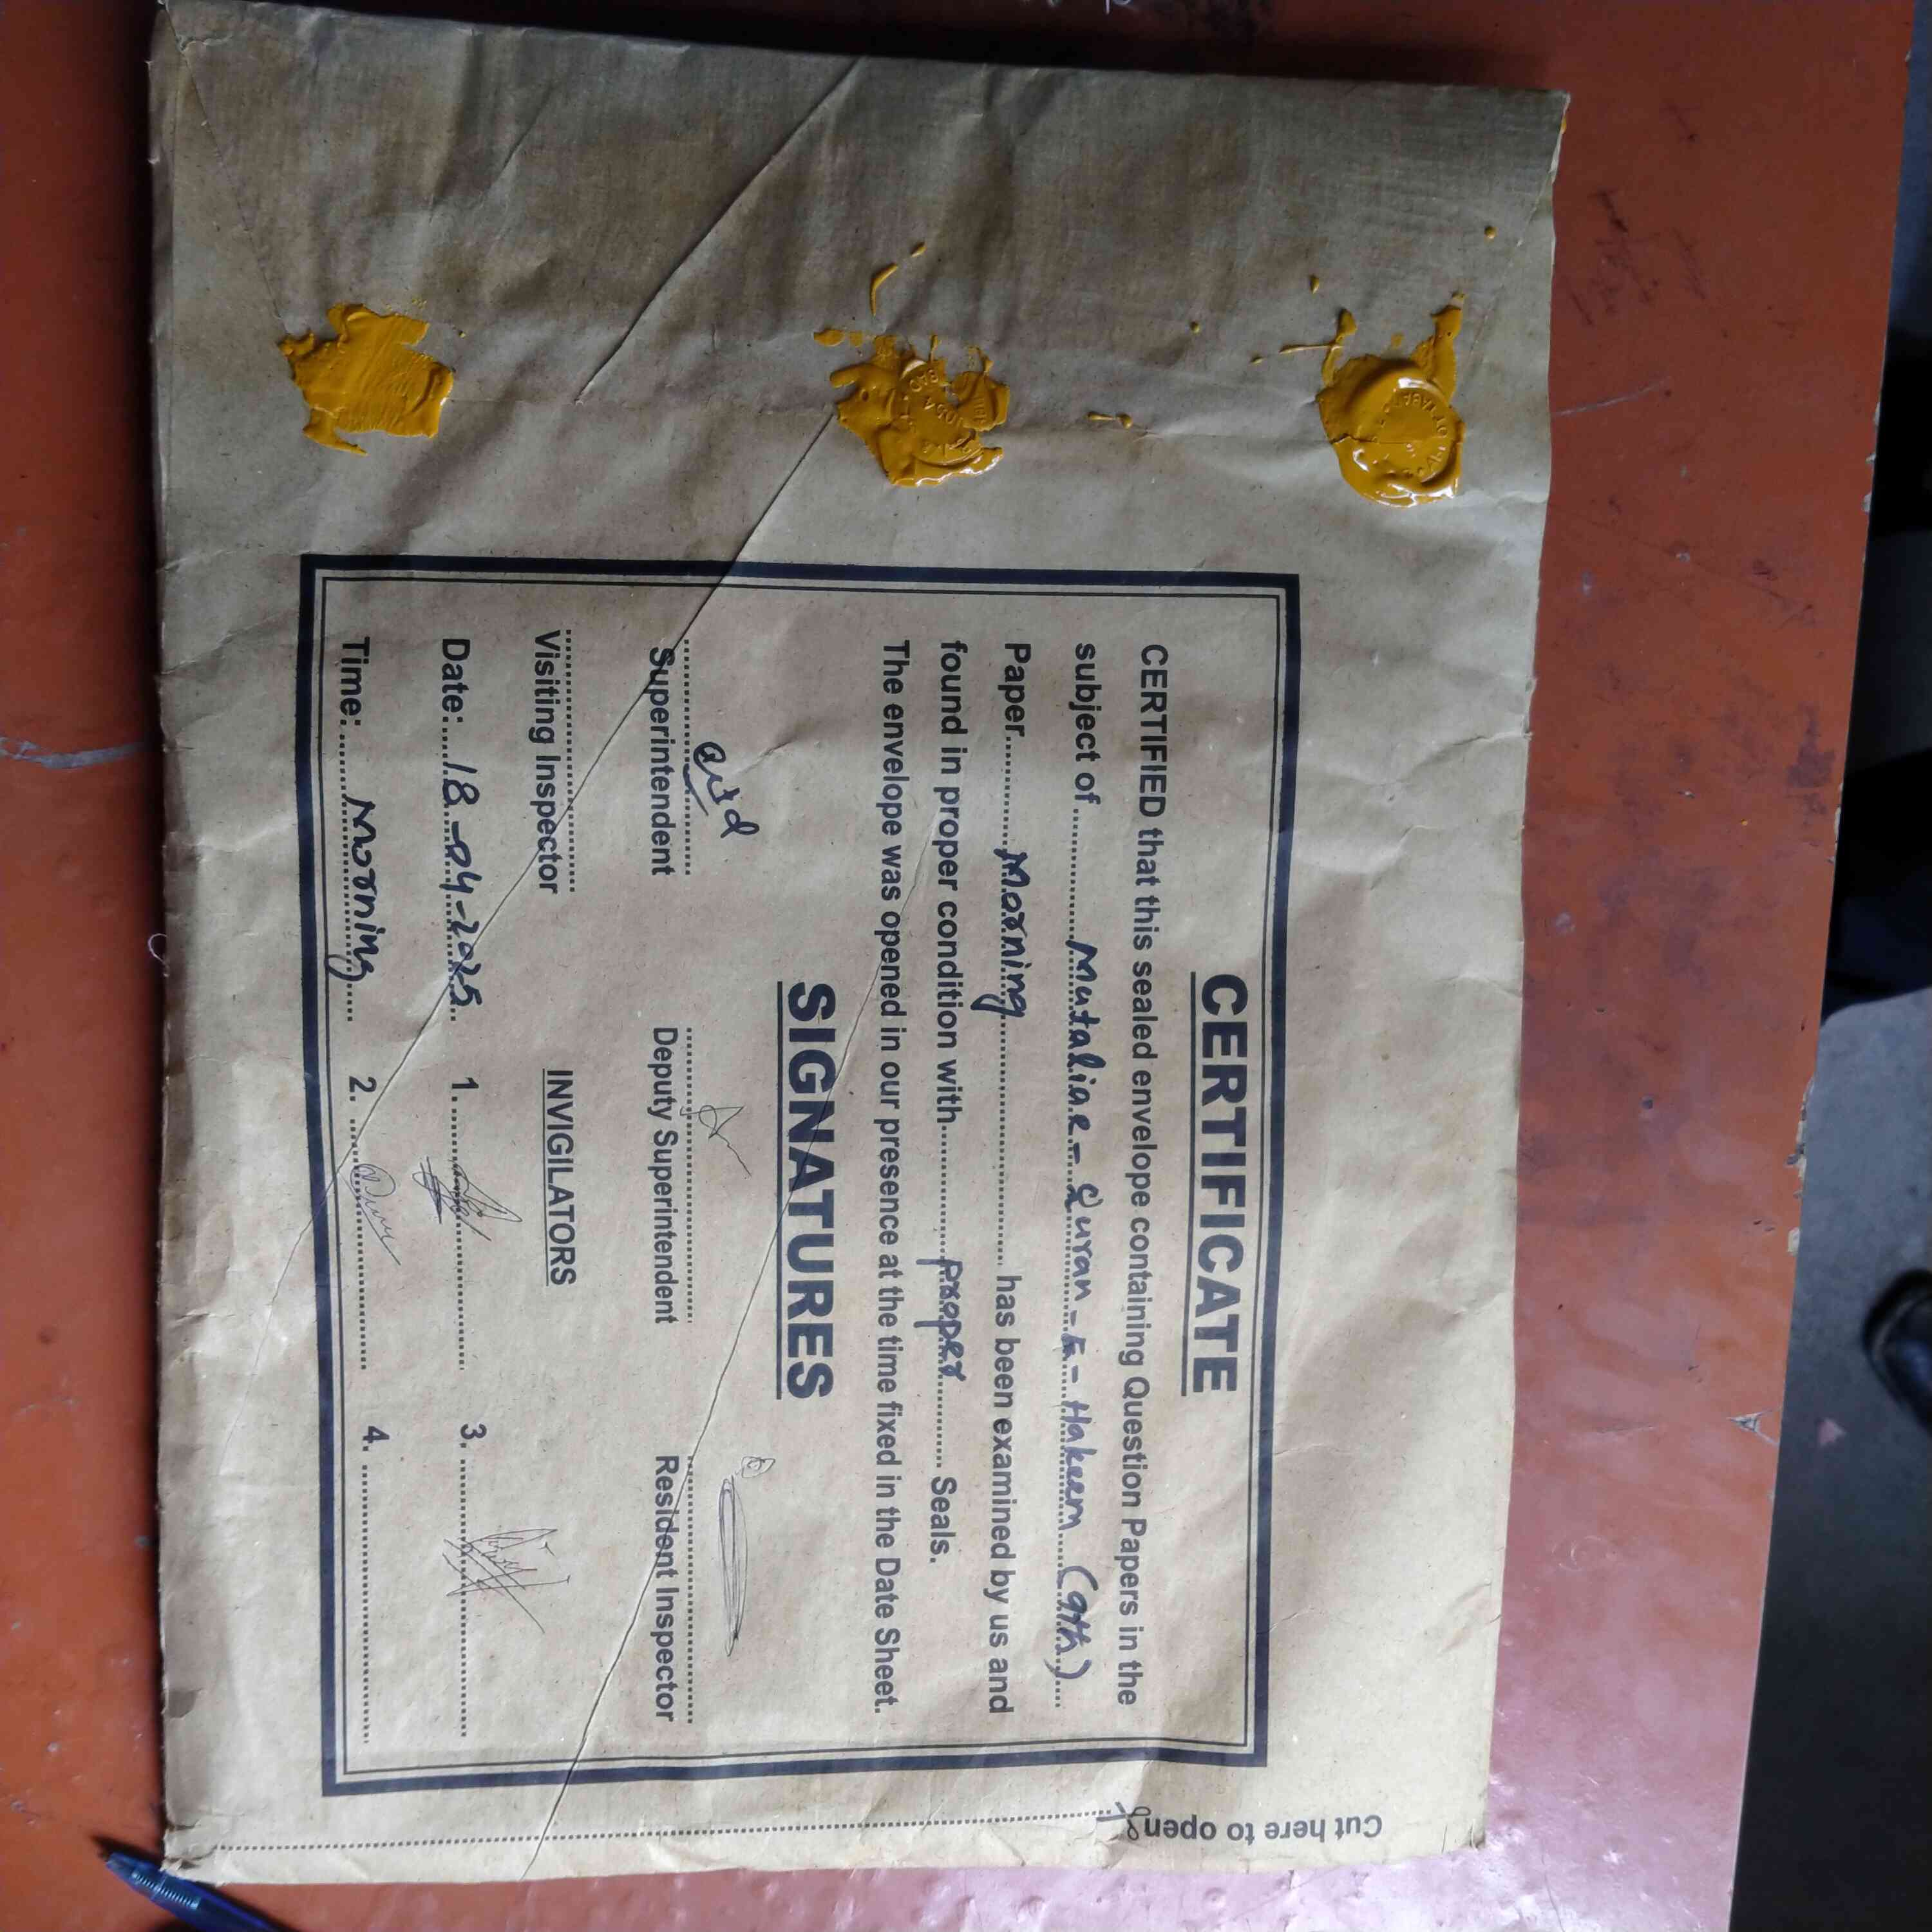 CERTIFICATE
CERTIFIED that this sealed envelope containing Question Papers in the
subject of.......... Mutaliae - Quran - E - Hakeem (9th)....
Paper.......... Morning.......................... has been examined by us and
found in proper condition with.......... proper.......... Seals.
The envelope was opened in our presence at the time fixed in the Date Sheet.
SIGNATURES
Superintendent Deputy Superintendent Resident Inspector
Visiting Inspector INVIGILATORS
Date:....18-04-2025.. 1. .......... 3. ..........
Time:...... Morning.... 2. .......... 4. ..........
Cut here to open